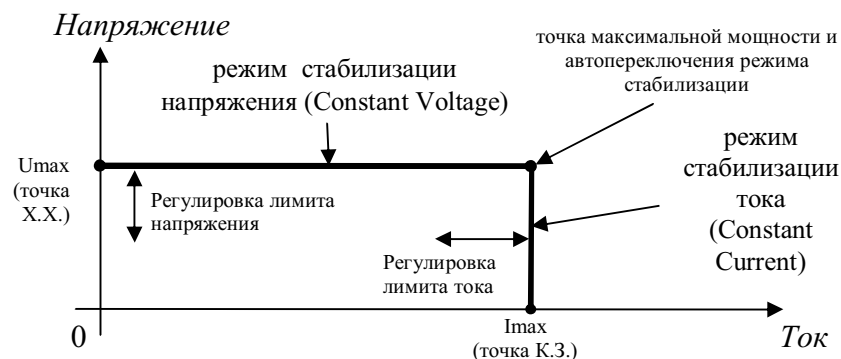 Напряжение
точка максимальной мощности и
автопереключения режима
стабилизации
режим стабилизации
напряжения (Constant Voltage)
режим
стабилизации
тока
(Constant
Current)
Umax
(точка
Х.Х.)
Регулировка лимита
напряжения
Регулировка
лимита тока
0
Imax
(точка К.З.)
Ток